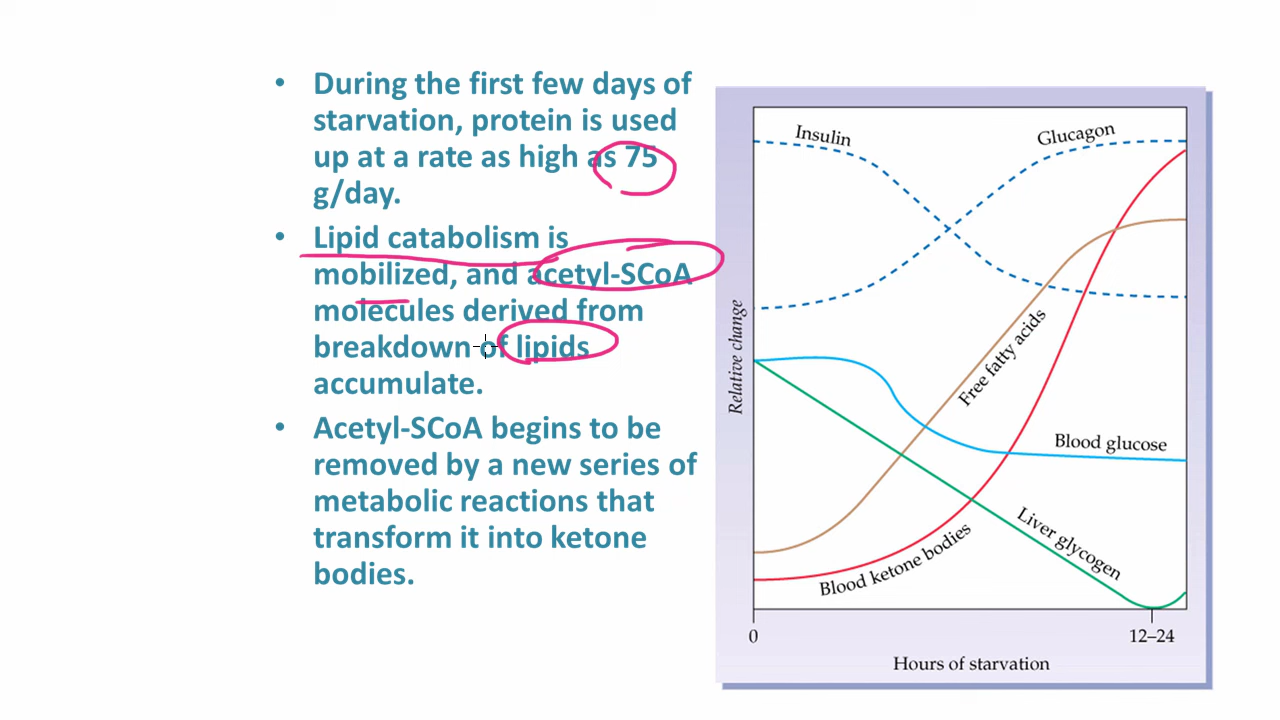 • During the first few days of
starvation, protein is used
up at a rate as high as 75
g/day.
• Lipid catabolism is
mobilized, and acetyl-SCoA
molecules derived from
breakdown of lipids
accumulate.
• Acetyl-SCoA begins to be
removed by a new series of
metabolic reactions that
transform it into ketone
bodies.
Insulin
Glucagon
Relative change
Free fatty acids
Blood glucose
Liver glycogen
Blood ketone bodies
0
12–24
Hours of starvation